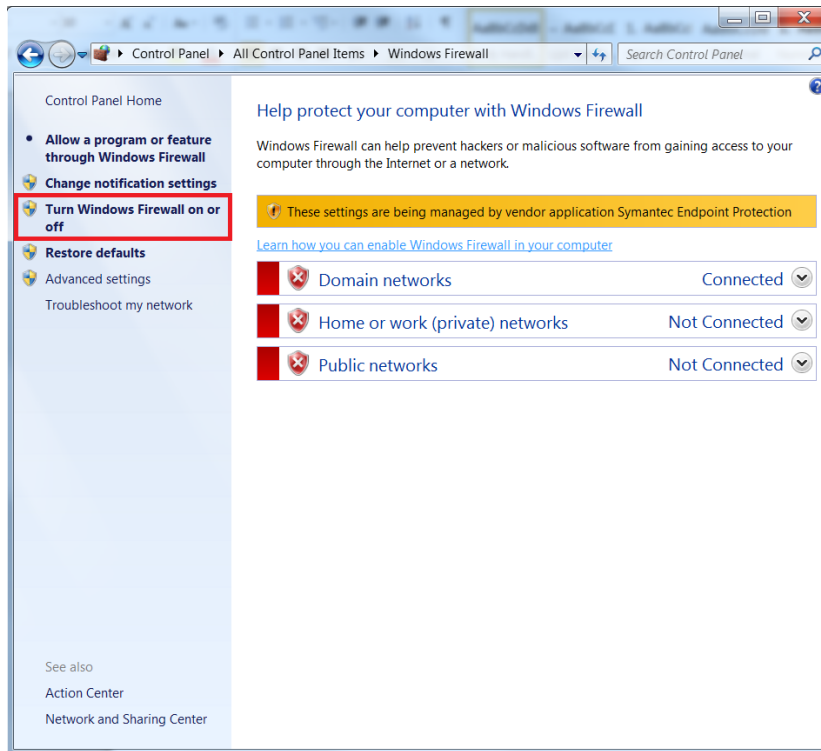 Control Panel ▸ All Control Panel Items ▸ Windows Firewall
Search Control Panel
Control Panel Home
Allow a program or feature
through Windows Firewall
Change notification settings
Turn Windows Firewall on or
off
Restore defaults
Advanced settings
Troubleshoot my network
See also
Action Center
Network and Sharing Center
Help protect your computer with Windows Firewall
Windows Firewall can help prevent hackers or malicious software from gaining access to your
computer through the Internet or a network.
These settings are being managed by vendor application Symantec Endpoint Protection
Learn how you can enable Windows Firewall in your computer
Domain networks Connected
Home or work (private) networks Not Connected
Public networks Not Connected